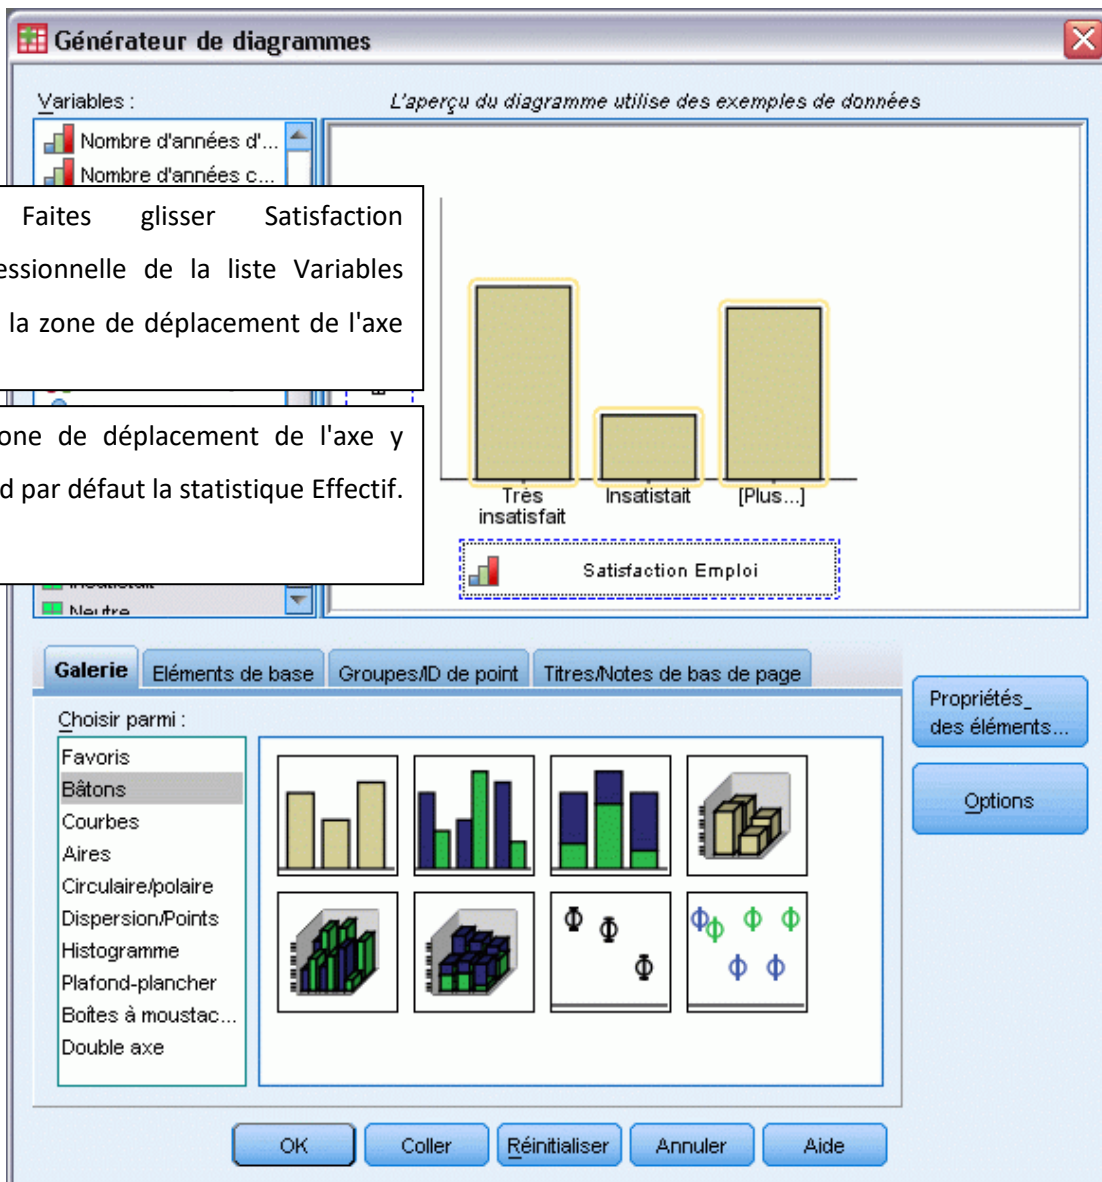 Générateur de diagrammes
Variables :
L'aperçu du diagramme utilise des exemples de données
Nombre d'années d'...
Nombre d'années c...
Faites glisser Satisfaction
essionnelle de la liste Variables
la zone de déplacement de l'axe
one de déplacement de l'axe y
d par défaut la statistique Effectif.
Neutre
Très
insatisfait
Insatistait
[Plus...]
Satisfaction Emploi
Galerie
Eléments de base
Groupes/ID de point
Titres/Notes de bas de page
Choisir parmi :
Favoris
Bâtons
Courbes
Aires
Circulaire/polaire
Dispersion/Points
Histogramme
Plafond-plancher
Boîtes à moustac...
Double axe
Propriétés_
des éléments...
Options
OK
Coller
Réinitialiser
Annuler
Aide